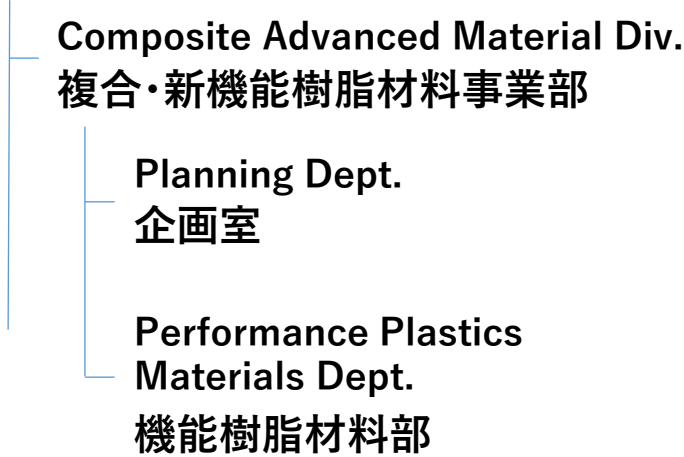 Composite Advanced Material Div.
複合・新機能樹脂材料事業部
Planning Dept.
企画室
Performance Plastics
Materials Dept.
機能樹脂材料部